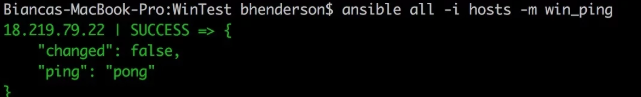 Biancas-MacBook-Pro:WinTest bhenderson$ ansible all -i hosts -m win_ping
18.219.79.22 | SUCCESS => {
    "changed": false,
    "ping": "pong"
}